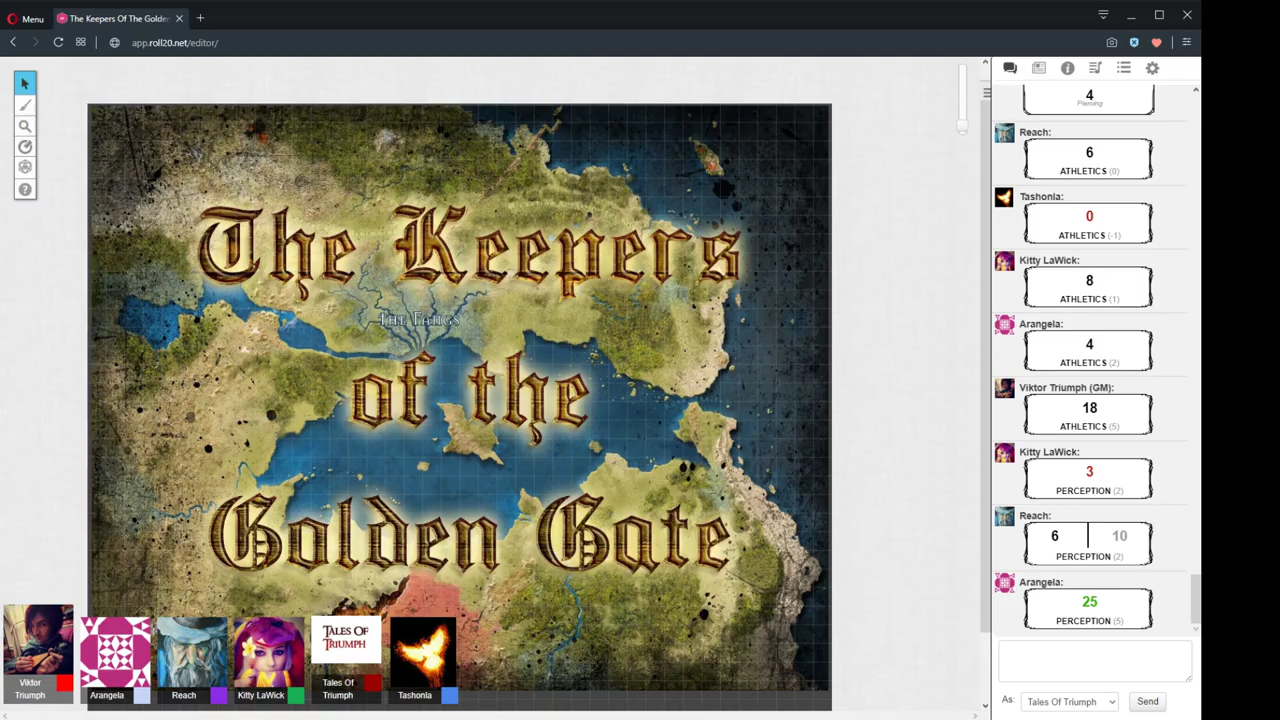 Menu
The Keepers Of The Golde
app.roll20.net/editor/
The Keepers
The Fangs
of the
Golden Gate
Viktor
Triumph
Arangela
Reach
Kitty LaWick
TALES OF
TRIUMPH
Tales Of
Triumph
Tashonia
4
Piercing
Reach:
6
ATHLETICS (0)
Tashonia:
0
ATHLETICS (-1)
Kitty LaWick:
8
ATHLETICS (1)
Arangela:
4
ATHLETICS (2)
Viktor Triumph (GM):
18
ATHLETICS (5)
Kitty LaWick:
3
PERCEPTION (2)
Reach:
6 10
PERCEPTION (2)
Arangela:
25
PERCEPTION (5)
As: Tales Of Triumph Send